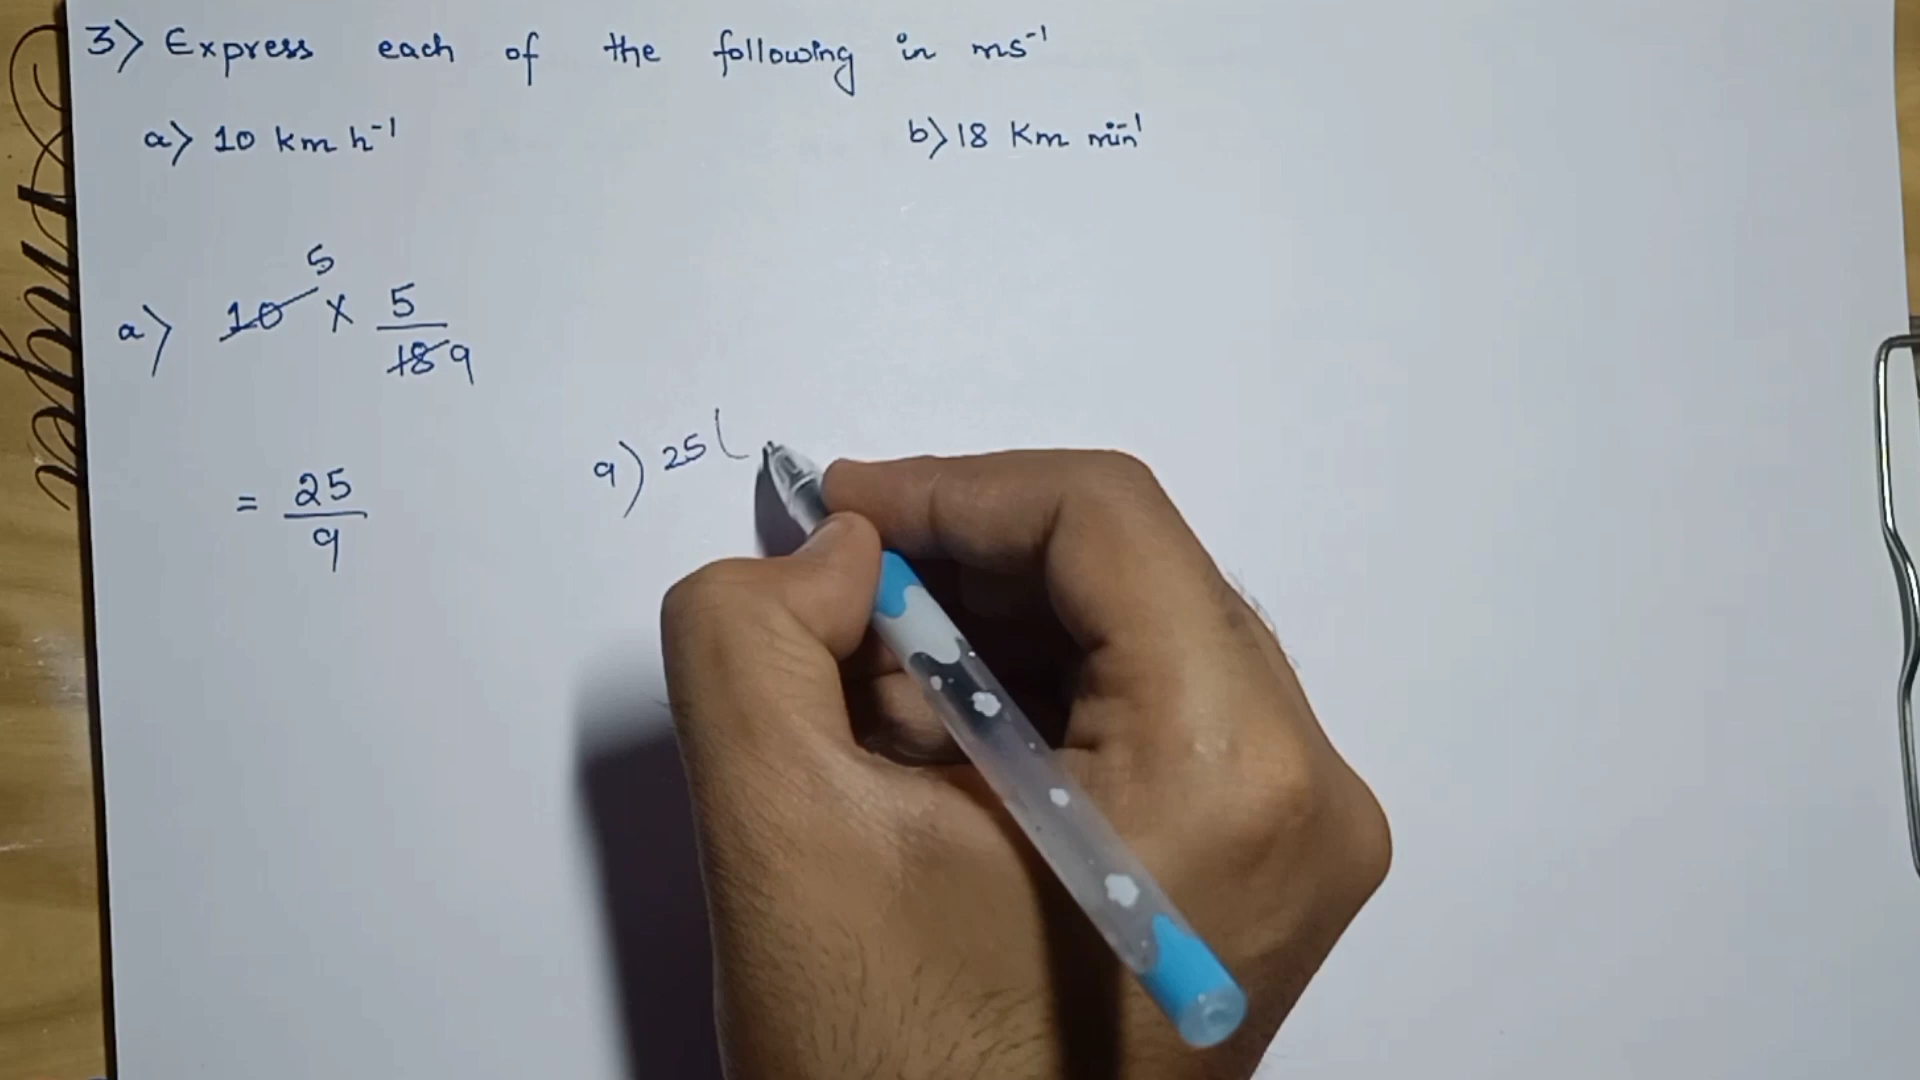 3) Express each of the following in ms⁻¹
a) 10 km h⁻¹ b) 18 Km min⁻¹
5
a) 10 × 5
18 9
= 25
9
9) 25 (